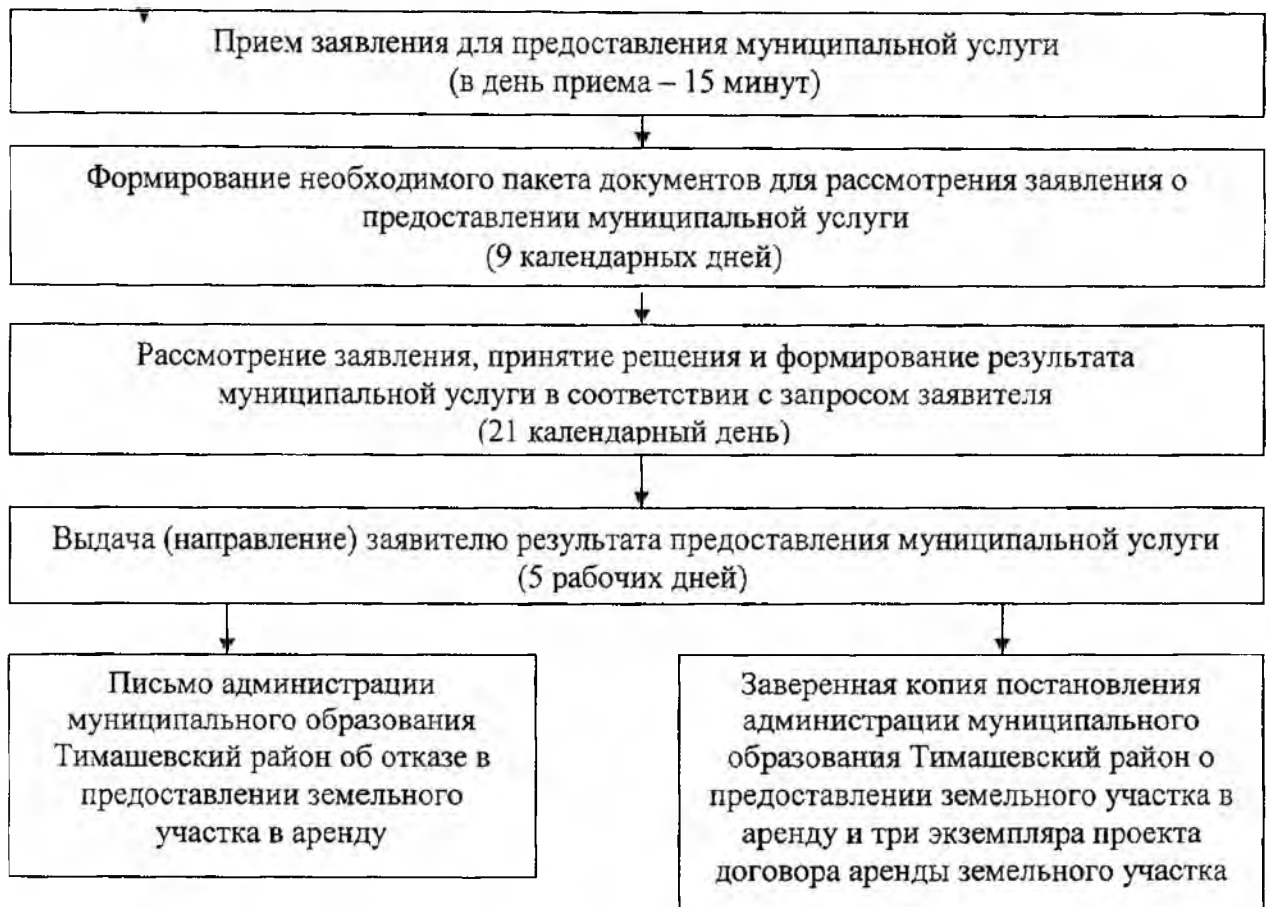 Прием заявления для предоставления муниципальной услуги
(в день приема – 15 минут)
Формирование необходимого пакета документов для рассмотрения заявления о
предоставлении муниципальной услуги
(9 календарных дней)
Рассмотрение заявления, принятие решения и формирование результата
муниципальной услуги в соответствии с запросом заявителя
(21 календарный день)
Выдача (направление) заявителю результата предоставления муниципальной услуги
(5 рабочих дней)
Письмо администрации
муниципального образования
Тимашевский район об отказе в
предоставлении земельного
участка в аренду
Заверенная копия постановления
администрации муниципального
образования Тимашевский район о
предоставлении земельного участка в
аренду и три экземпляра проекта
договора аренды земельного участка